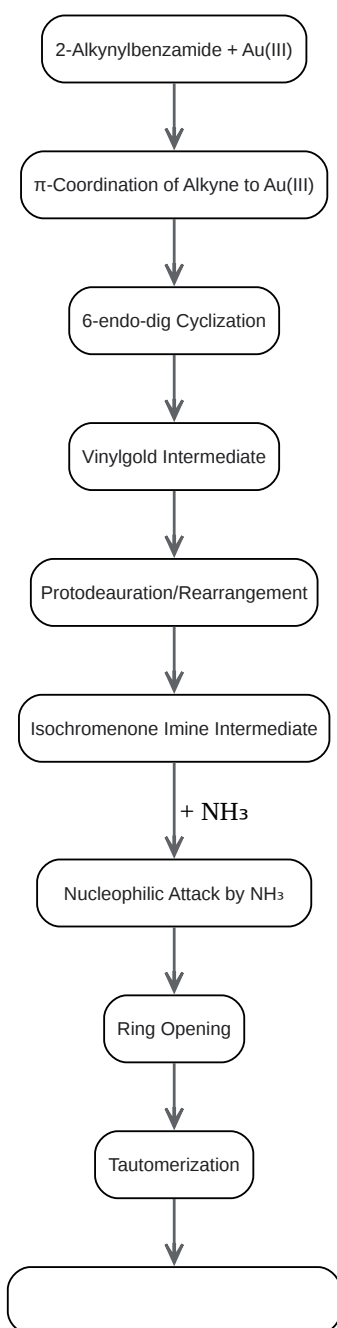 2-Alkynylbenzamide + Au(III)
π-Coordination of Alkyne to Au(III)
6-endo-dig Cyclization
Vinylgold Intermediate
Protodeauration/Rearrangement
Isochromenone Imine Intermediate
+ NH₃
Nucleophilic Attack by NH₃
Ring Opening
Tautomerization